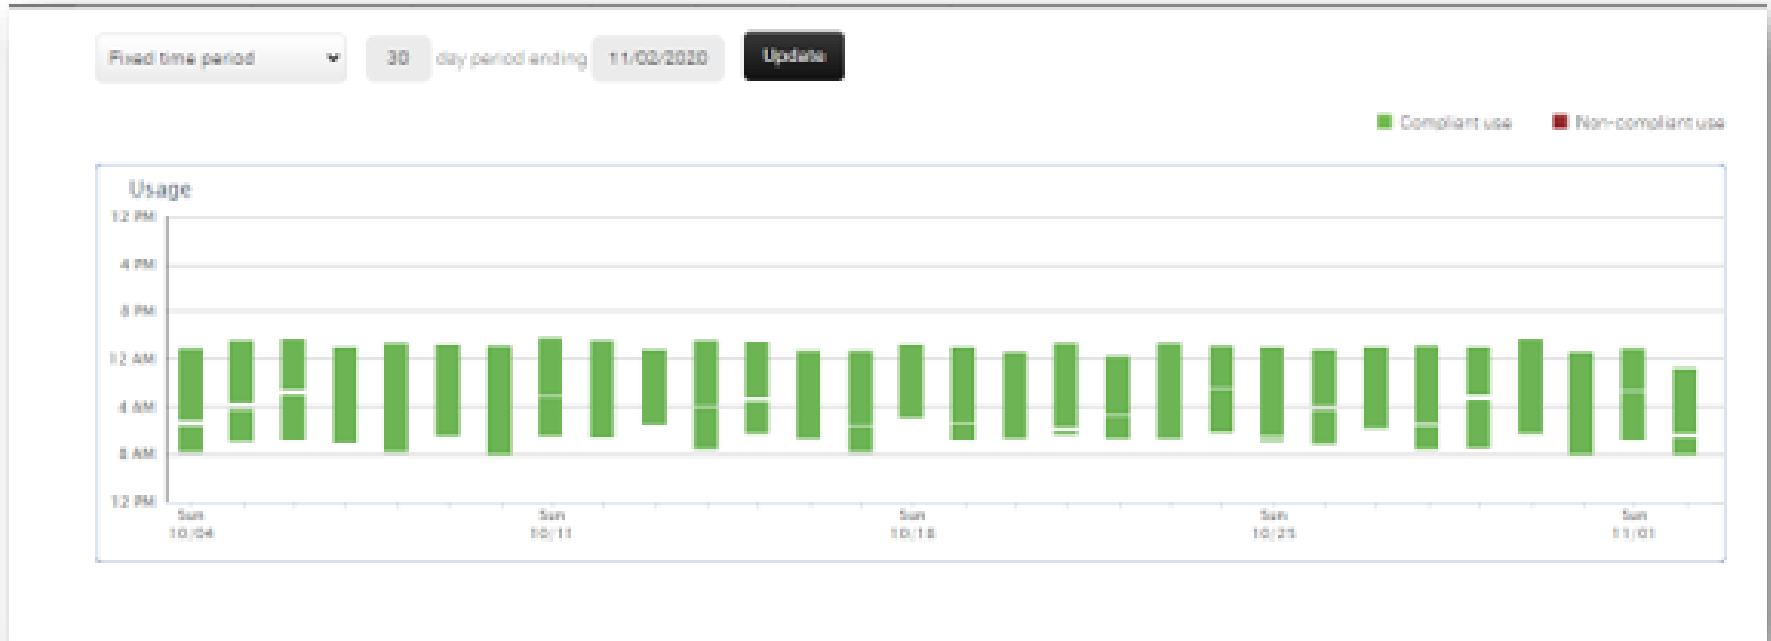 Fixed time period 30 day period ending 11/02/2020 Update
Compliant use Non-compliant use
Usage
12 PM
4 PM
8 PM
12 AM
4 AM
8 AM
12 PM
Sun Sun Sun Sun Sun
10/04 10/11 10/18 10/25 11/01